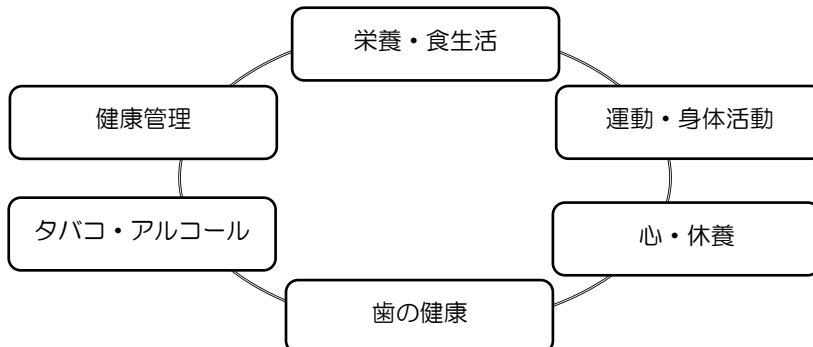 栄養・食生活
健康管理
運動・身体活動
タバコ・アルコール
心・休養
歯の健康